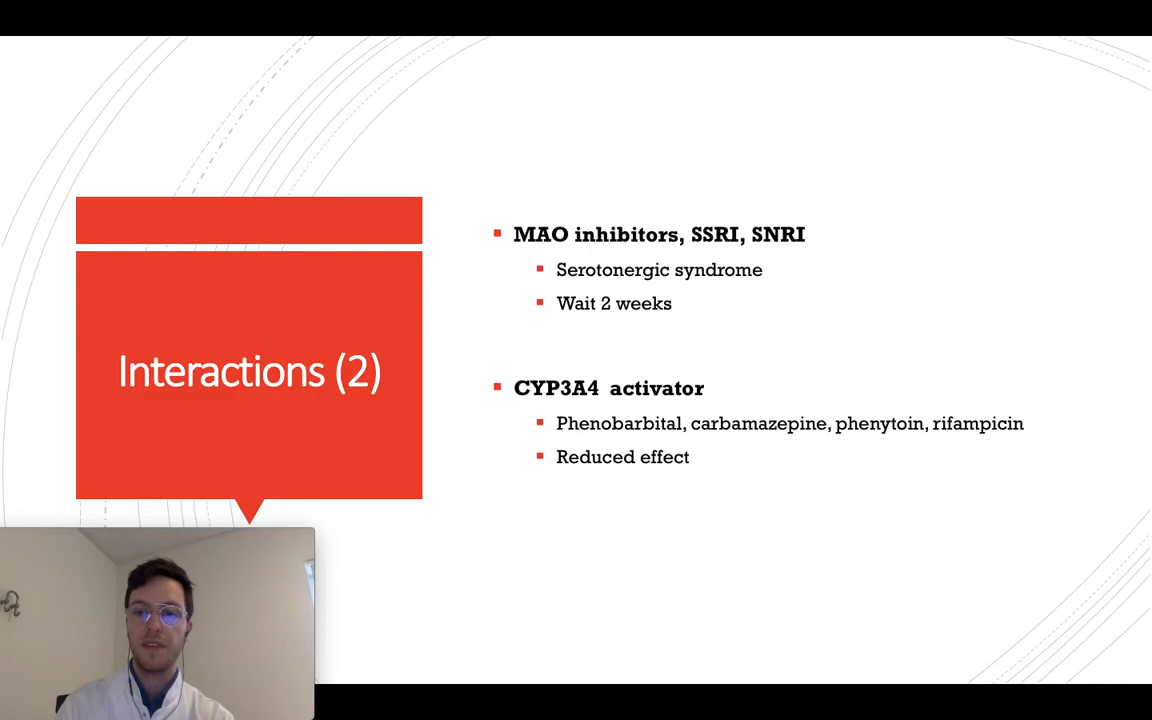 Interactions (2)
MAO inhibitors, SSRI, SNRI
Serotonergic syndrome
Wait 2 weeks
CYP3A4 activator
Phenobarbital, carbamazepine, phenytoin, rifampicin
Reduced effect